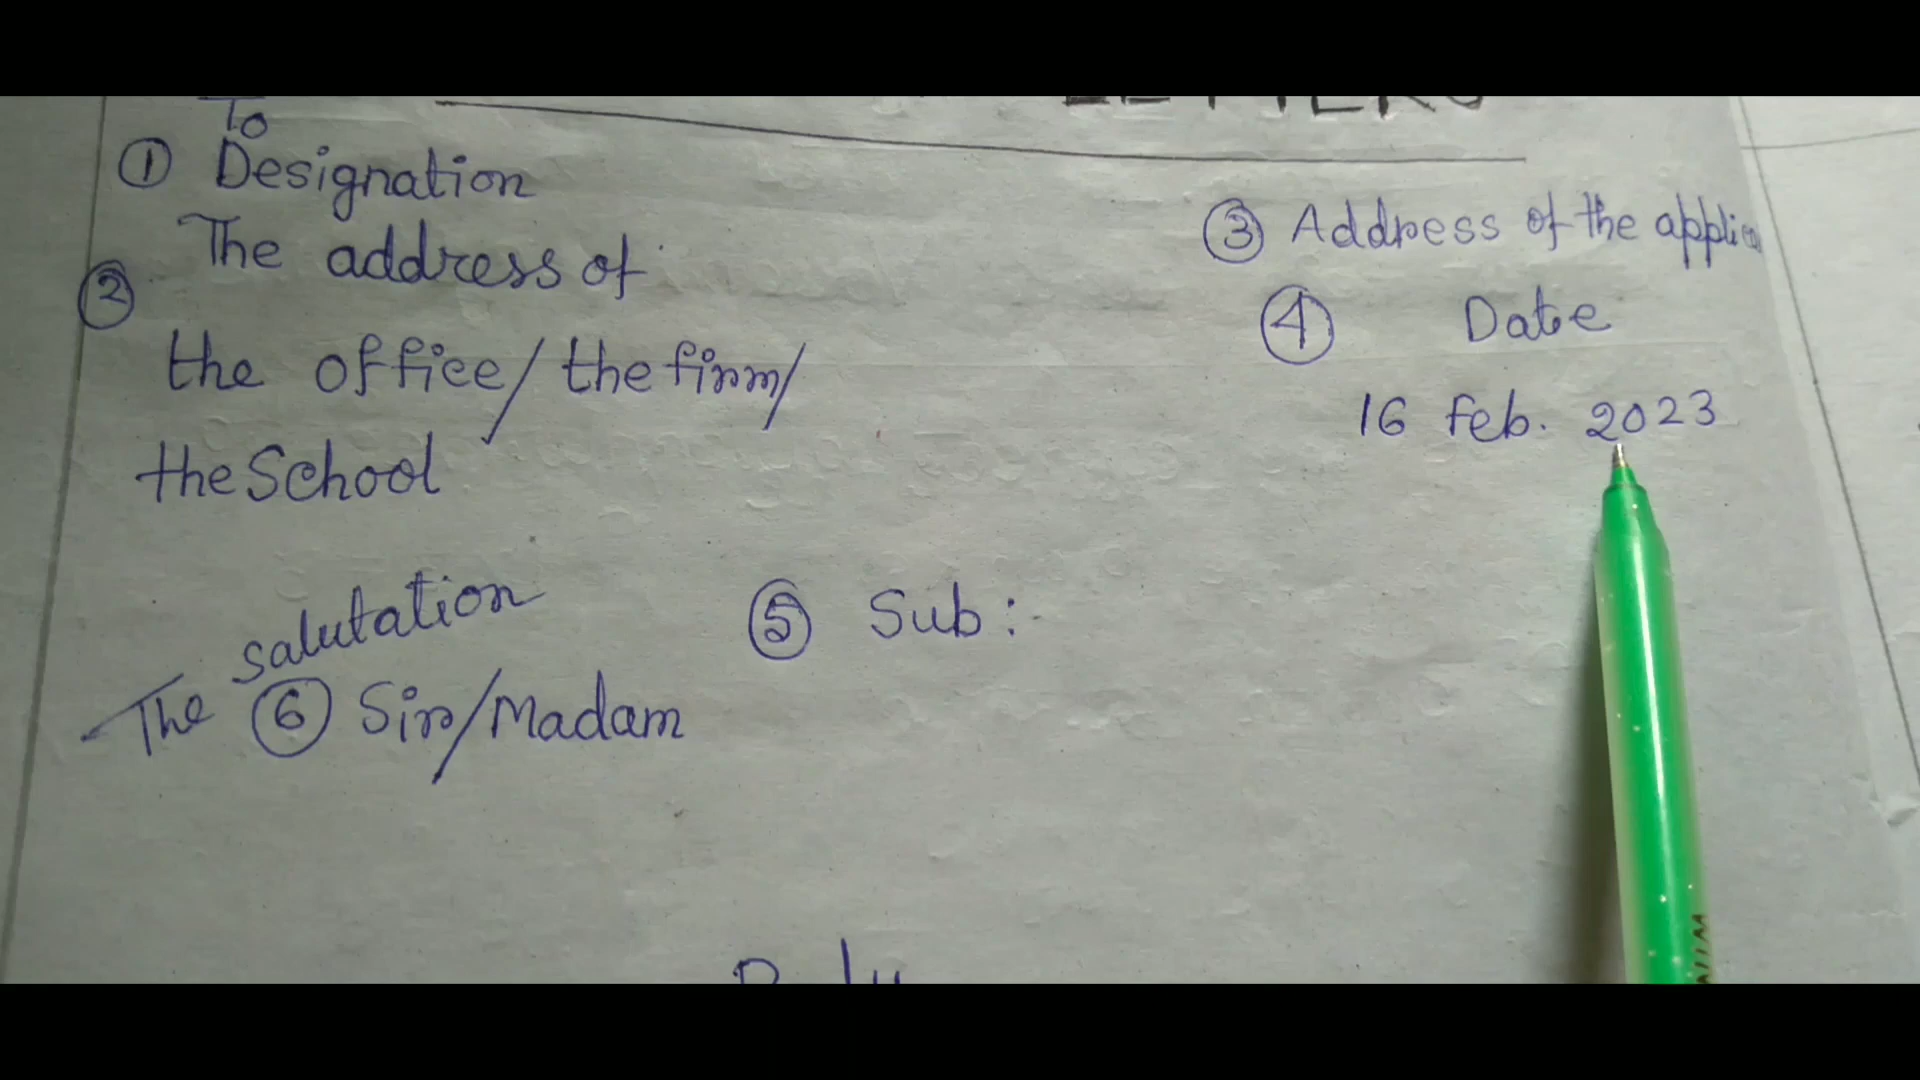 LETTERS
To
① Designation
The address of
②
the office/the firm/
the School
③ Address of the
④ Date
16 Feb. 2023
⑤ Sub:-
The salutation
⑥ Sir/Madam